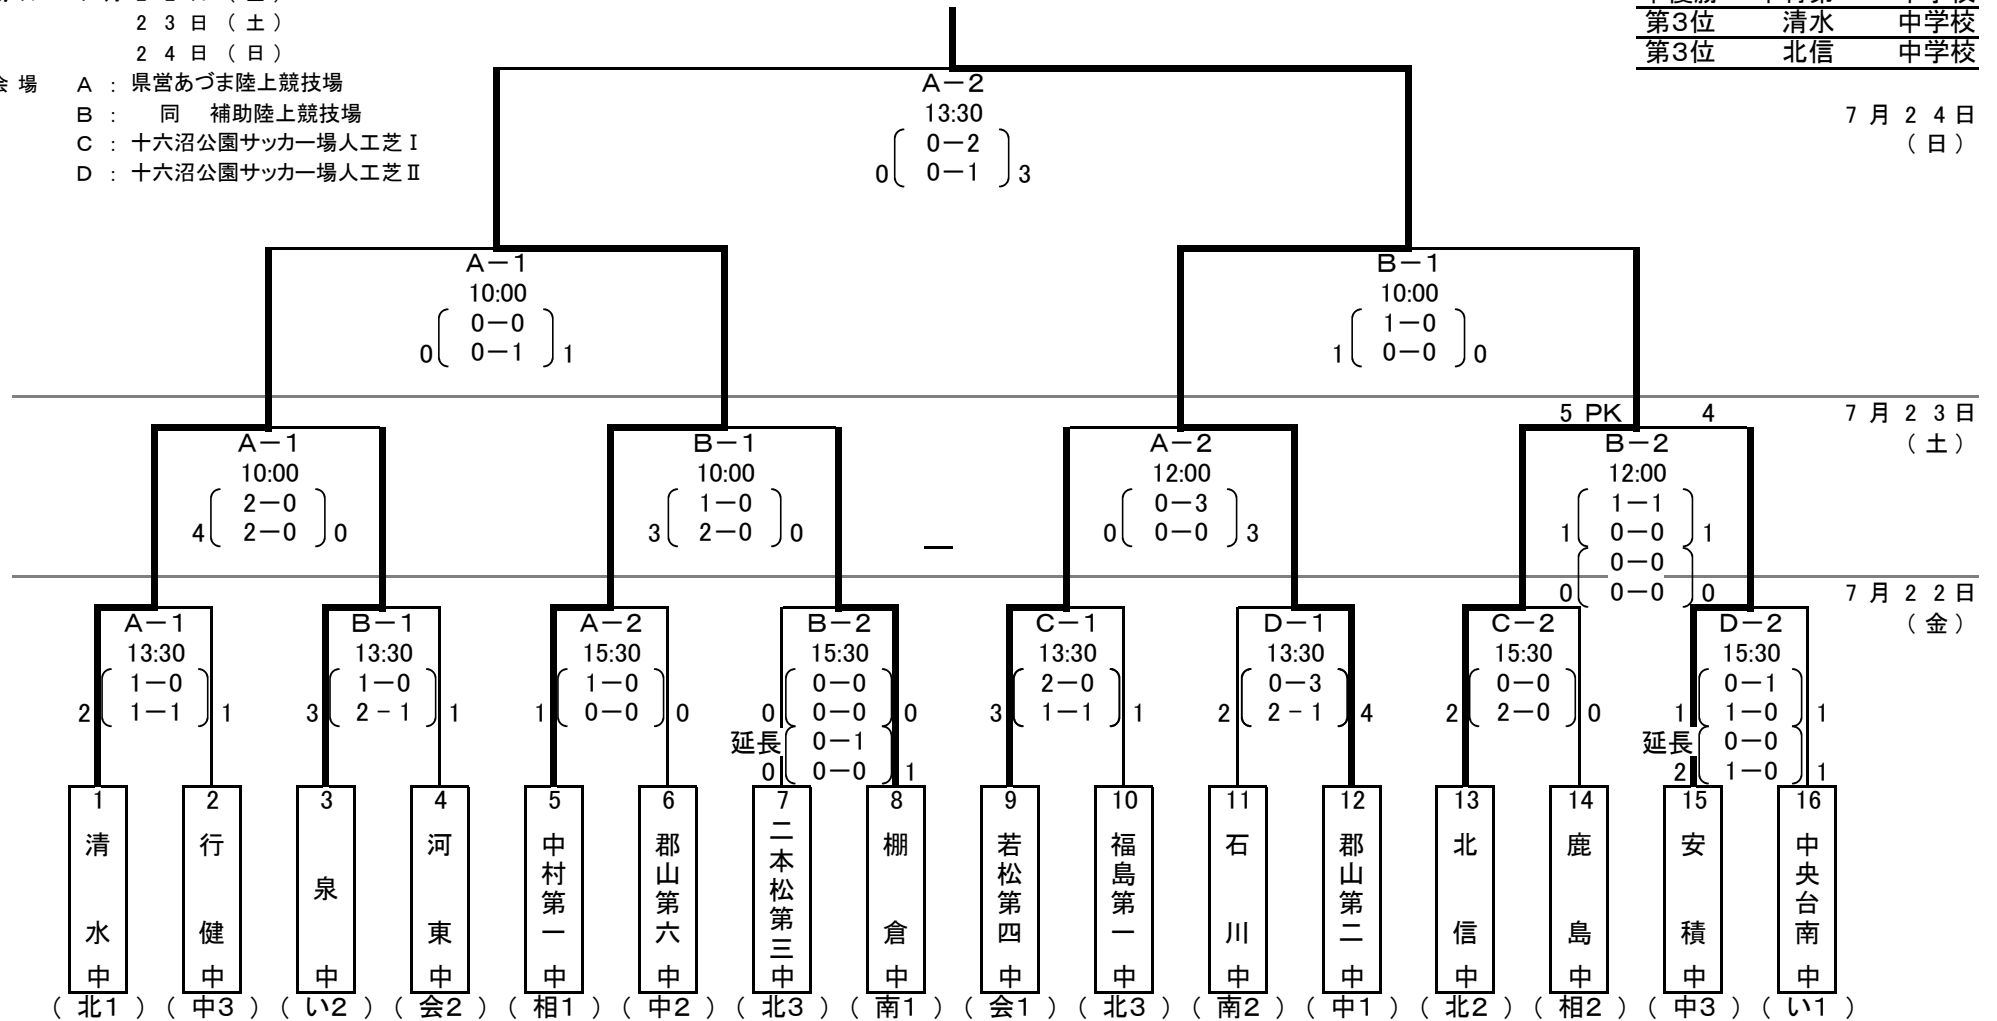 23日(土)
24日(日)
会場 A : 県営あづま陸上競技場
B : 同 補助陸上競技場
C : 十六沼公園サッカー場人工芝Ⅰ
D : 十六沼公園サッカー場人工芝Ⅱ
第3位 清水 中学校
第3位 北信 中学校
7月24日
(日)
A-2
13:30
0-2
0 0-1 3
A-1 B-1
10:00 10:00
0-0 1-0
0 0-1 1 1 0-0 0
5 PK 4 7月23日
(土)
A-1 B-1 A-2 B-2
10:00 10:00 12:00 12:00
2-0 1-0 0-3 1-1
4 2-0 0 3 2-0 0 0 0-0 3 1 0-0 1
-
0-0
0 0-0 0
7月22日
(金)
A-1 B-1 A-2 B-2 C-1 D-1 C-2 D-2
13:30 13:30 15:30 15:30 13:30 13:30 15:30 15:30
1-0 1-0 1-0 0-0 2-0 0-3 0-0 0-1
2 1-1 1 3 2-1 1 1 0-0 0 0 0-0 0 3 1-1 1 2 2-1 4 2 2-0 0 1 1-0 1
延長 0-1 延長 0-0
0 0-0 1 2 1-0 1
1 2 3 4 5 6 7 8 9 10 11 12 13 14 15 16
清水中
行健中
泉中
河東中
中村第一中
郡山第六中
二本松第三中
棚倉中
若松第四中
福島第一中
石川中
郡山第二中
北信中
鹿島中
安積中
中央台南中
(北1) (中3) (い2) (会2) (相1) (中2) (北3) (南1) (会1) (北3) (南2) (中1) (北2) (相2) (中3) (い1)